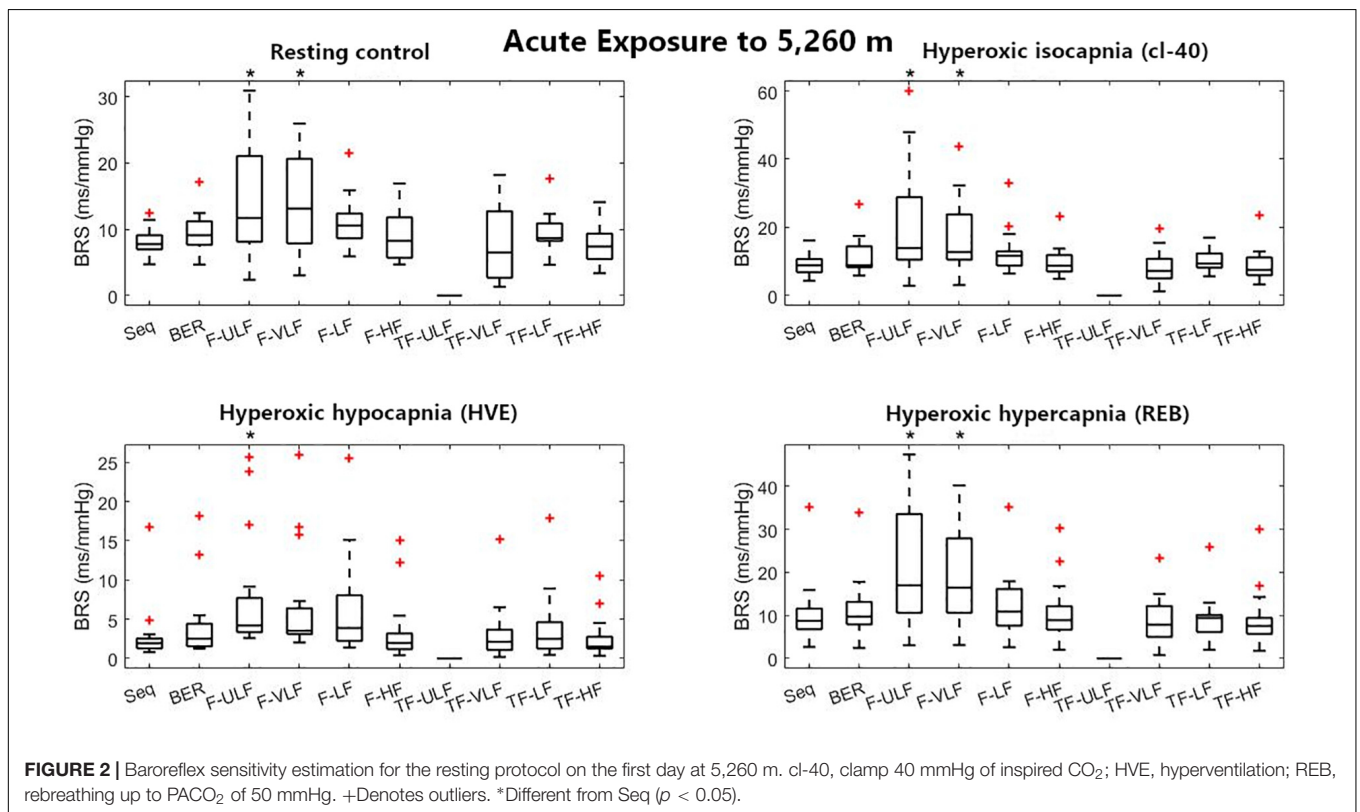 Acute Exposure to 5,260 m
Resting control
* *
BRS (ms/mmHg)
30
20
10
0
Seq BER F-ULF F-VLF F-LF F-HF TF-ULF TF-VLF TF-LF TF-HF
Hyperoxic isocapnia (cl-40)
* *
BRS (ms/mmHg)
60
40
20
0
Seq BER F-ULF F-VLF F-LF F-HF TF-ULF TF-VLF TF-LF TF-HF
Hyperoxic hypocapnia (HVE)
*
BRS (ms/mmHg)
25
20
15
10
5
0
Seq BER F-ULF F-VLF F-LF F-HF TF-ULF TF-VLF TF-LF TF-HF
Hyperoxic hypercapnia (REB)
* *
BRS (ms/mmHg)
40
30
20
10
0
Seq BER F-ULF F-VLF F-LF F-HF TF-ULF TF-VLF TF-LF TF-HF
FIGURE 2 | Baroreflex sensitivity estimation for the resting protocol on the first day at 5,260 m. cl-40, clamp 40 mmHg of inspired CO₂; HVE, hyperventilation; REB,
rebreathing up to PACO₂ of 50 mmHg. +Denotes outliers. *Different from Seq (p < 0.05).